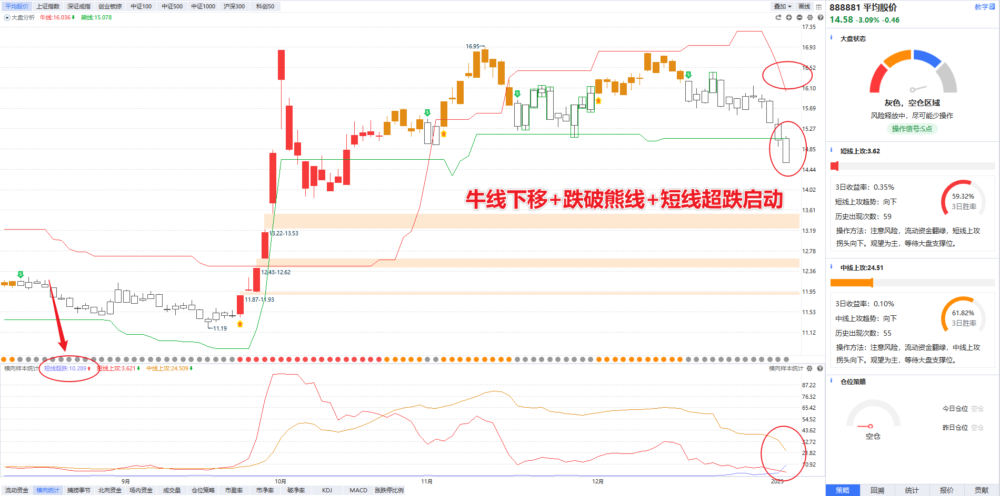 平均股价 上证指数 深证成指 创业板综 中证100 中证500 中证1000 沪深300 科创50 叠加 画线
大盘分析 牛线:16.036 熊线:15.078
17.35
16.93
16.52
16.10
15.69
15.27
14.85
14.44
14.02
13.61
13.19
12.78
12.36
11.95
11.53
11.12
16.95
S
S
S
S
B
B
B
B
牛线下移+跌破熊线+短线超跌启动
13.22-13.53
12.43-12.62
11.87-11.93
11.19
横向样本统计 短线超跌:10.289 短线上攻:3.621 中线上攻:24.509 横向样本统计
87.22
76.32
65.42
54.52
43.62
32.72
21.82
10.92
9月 10月 11月 12月 2025
流动资金 横向统计 捕捞季节 北向资金 场内资金 成交量 仓位策略 市盈率 市净率 破净率 KDJ MACD 涨跌停比例
888881 平均股价 教学
14.58 -3.09% -0.46
大盘状态
灰色，空仓区域
风险释放中，尽可能少操作
操作信号:S点
短线上攻:3.62
3日收益率：0.35%
短线上攻趋势：向下
历史出现次数：59
59.32%
3日胜率
操作方法：注意风险，流动资金翻绿，短线上攻
拐头向下。观望为主，等待大盘支撑位。
中线上攻:24.51
3日收益率：0.10%
中线上攻趋势：向下
历史出现次数：55
61.82%
3日胜率
操作方法：注意风险，流动资金翻绿，中线上攻
拐头向下。观望为主，等待大盘支撑位。
仓位策略
空仓
今日仓位 空仓
昨日仓位 空仓
策略 回溯 统计 报价 贡献